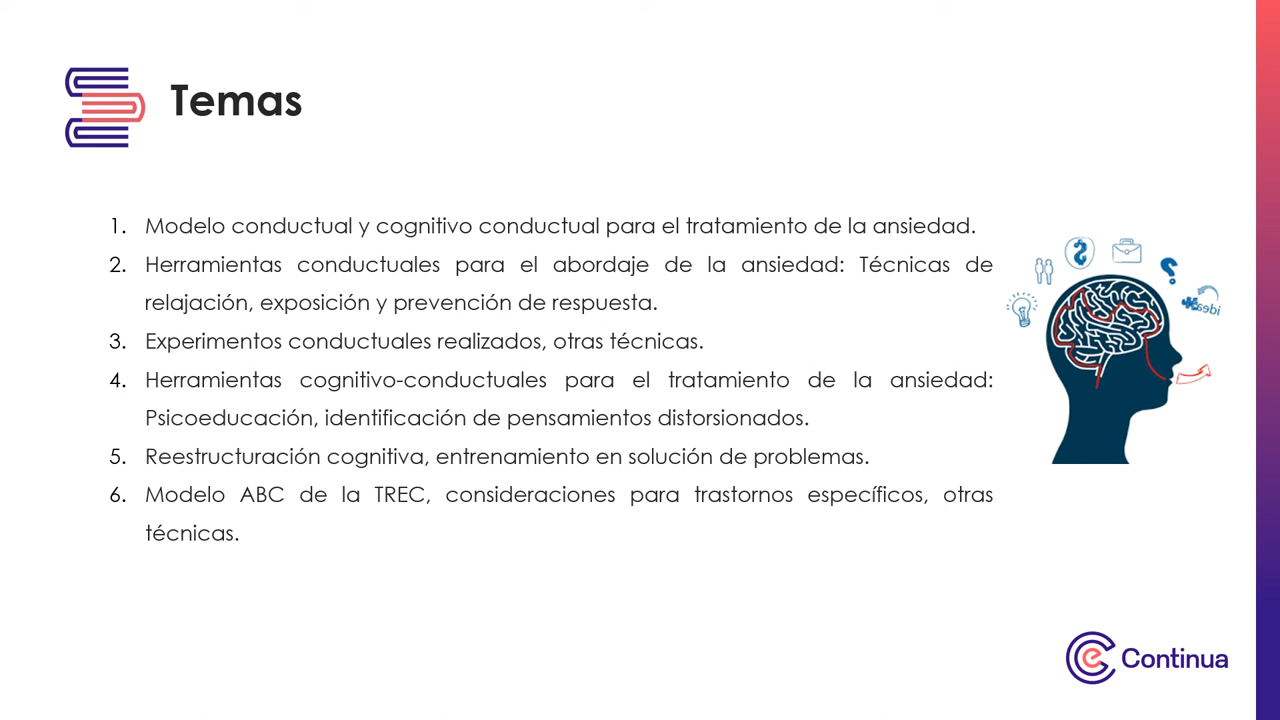 Temas
1. Modelo conductual y cognitivo conductual para el tratamiento de la ansiedad.
2. Herramientas conductuales para el abordaje de la ansiedad: Técnicas de
relajación, exposición y prevención de respuesta.
3. Experimentos conductuales realizados, otras técnicas.
4. Herramientas cognitivo-conductuales para el tratamiento de la ansiedad:
Psicoeducación, identificación de pensamientos distorsionados.
5. Reestructuración cognitiva, entrenamiento en solución de problemas.
6. Modelo ABC de la TREC, consideraciones para trastornos específicos, otras
técnicas.
?
ideas
e Continua